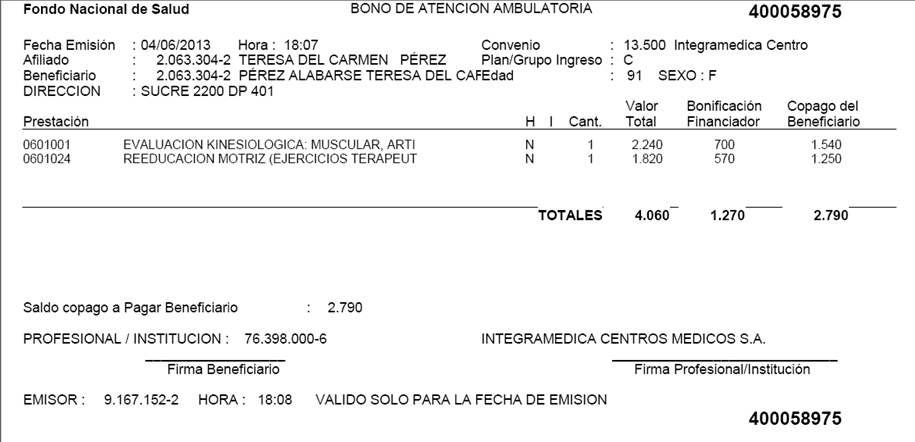 Fondo Nacional de Salud BONO DE ATENCION AMBULATORIA 400058975
Fecha Emisión : 04/06/2013 Hora : 18:07 Convenio : 13.500 Integramedica Centro
Afiliado : 2.063.304-2 TERESA DEL CARMEN PÉREZ Plan/Grupo Ingreso : C
Beneficiario : 2.063.304-2 PÉREZ ALABARSE TERESA DEL CAFEdad : 91 SEXO : F
DIRECCION : SUCRE 2200 DP 401
Valor Bonificación Copago del
Prestación H I Cant. Total Financiador Beneficiario
0601001 EVALUACION KINESIOLOGICA: MUSCULAR, ARTI N 1 2.240 700 1.540
0601024 REEDUCACION MOTRIZ (EJERCICIOS TERAPEUT N 1 1.820 570 1.250
TOTALES 4.060 1.270 2.790
Saldo copago a Pagar Beneficiario : 2.790
PROFESIONAL / INSTITUCION : 76.398.000-6 INTEGRAMEDICA CENTROS MEDICOS S.A.
Firma Beneficiario Firma Profesional/Institución
EMISOR : 9.167.152-2 HORA : 18:08 VALIDO SOLO PARA LA FECHA DE EMISION
400058975